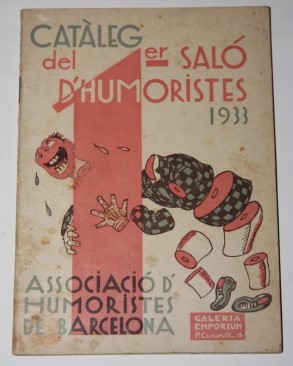 CATÀLEG
del 1er SALÓ
D'HUMORISTES
1933
ASSOCIACIÓ D'
HUMORISTES
DE BARCELONA
GALERIA
EMPORIUM